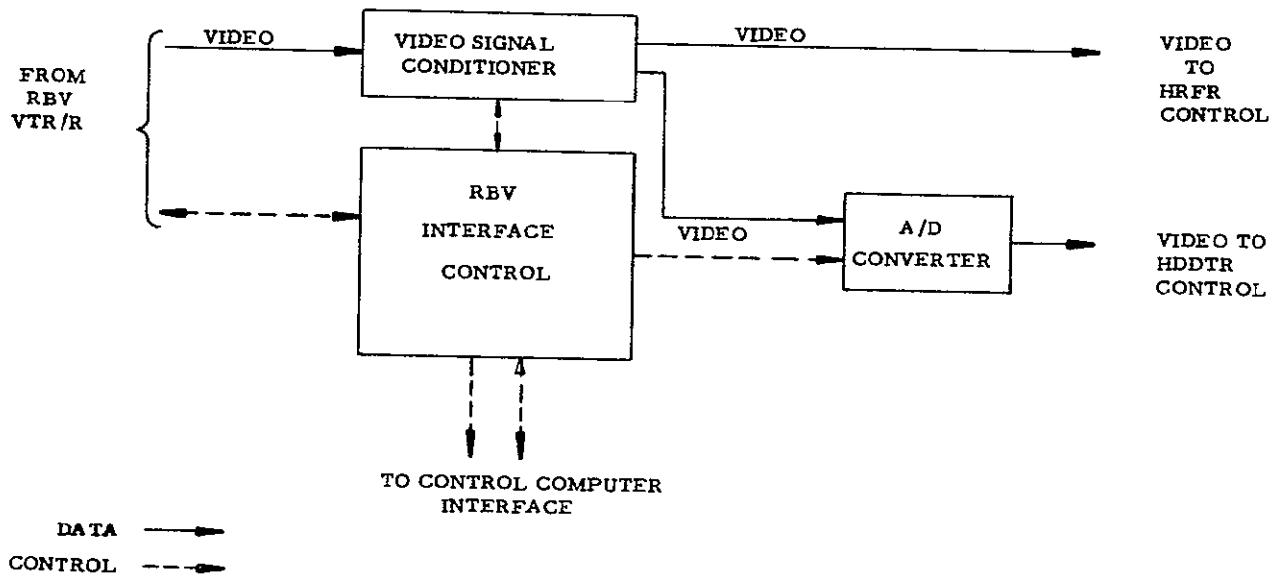 FROM
RBV
VTR/R
VIDEO
VIDEO SIGNAL
CONDITIONER
VIDEO
VIDEO
TO
HRFR
CONTROL
RBV
INTERFACE
CONTROL
VIDEO
A/D
CONVERTER
VIDEO TO
HDDTR
CONTROL
TO CONTROL COMPUTER
INTERFACE
DATA
CONTROL